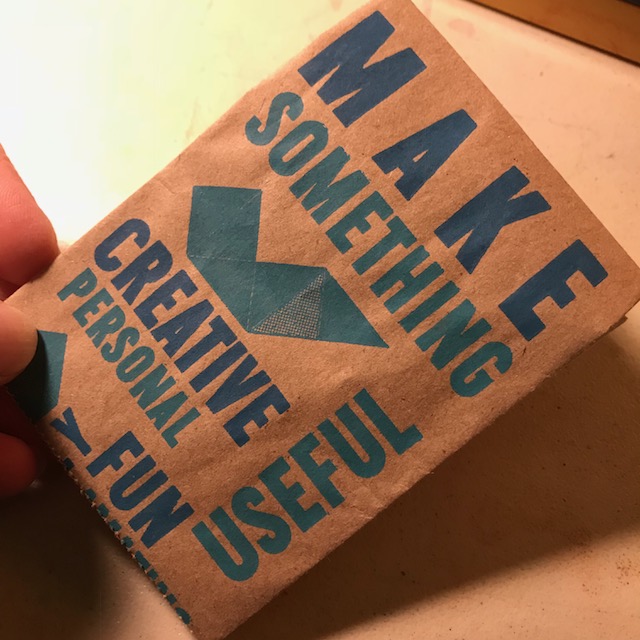 MAKE
SOMETHING
CREATIVE
PERSONAL
USEFUL
Y FUN